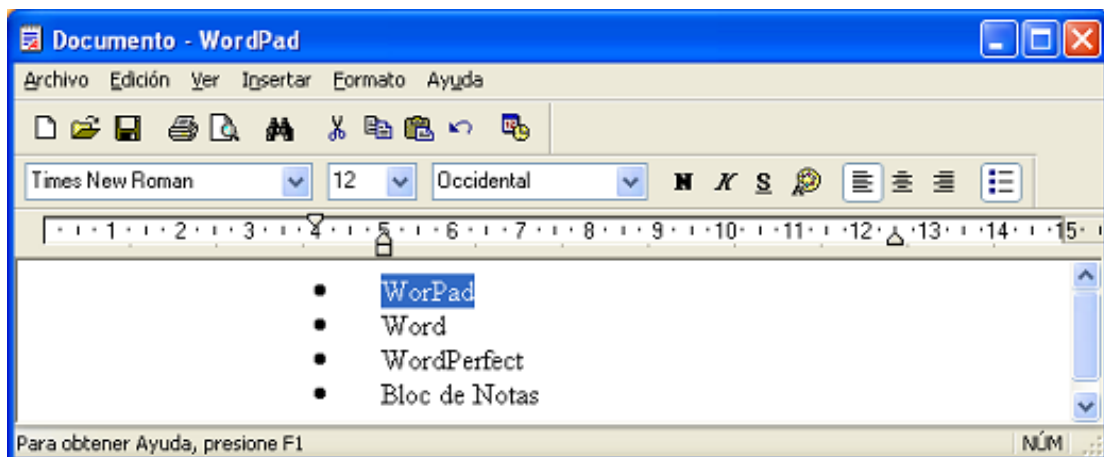 Documento - WordPad
Archivo Edición Ver Insertar Formato Ayuda
Times New Roman 12 Occidental N K S
1 2 3 4 5 6 7 8 9 10 11 12 13 14 15
• WorPad
• Word
• WordPerfect
• Bloc de Notas
Para obtener Ayuda, presione F1 NÚM